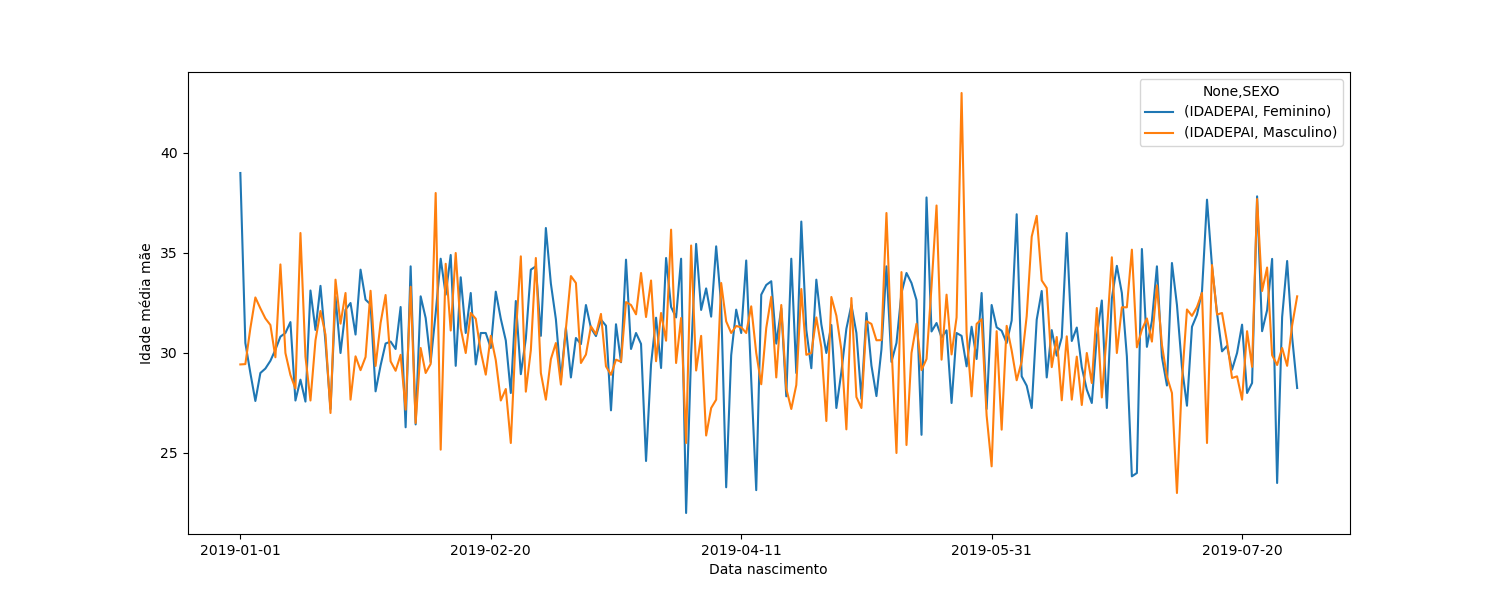 None,SEXO
(IDADEPAI, Feminino)
(IDADEPAI, Masculino)
Idade média mãe
40
35
30
25
2019-01-01
2019-02-20
2019-04-11
2019-05-31
2019-07-20
Data nascimento